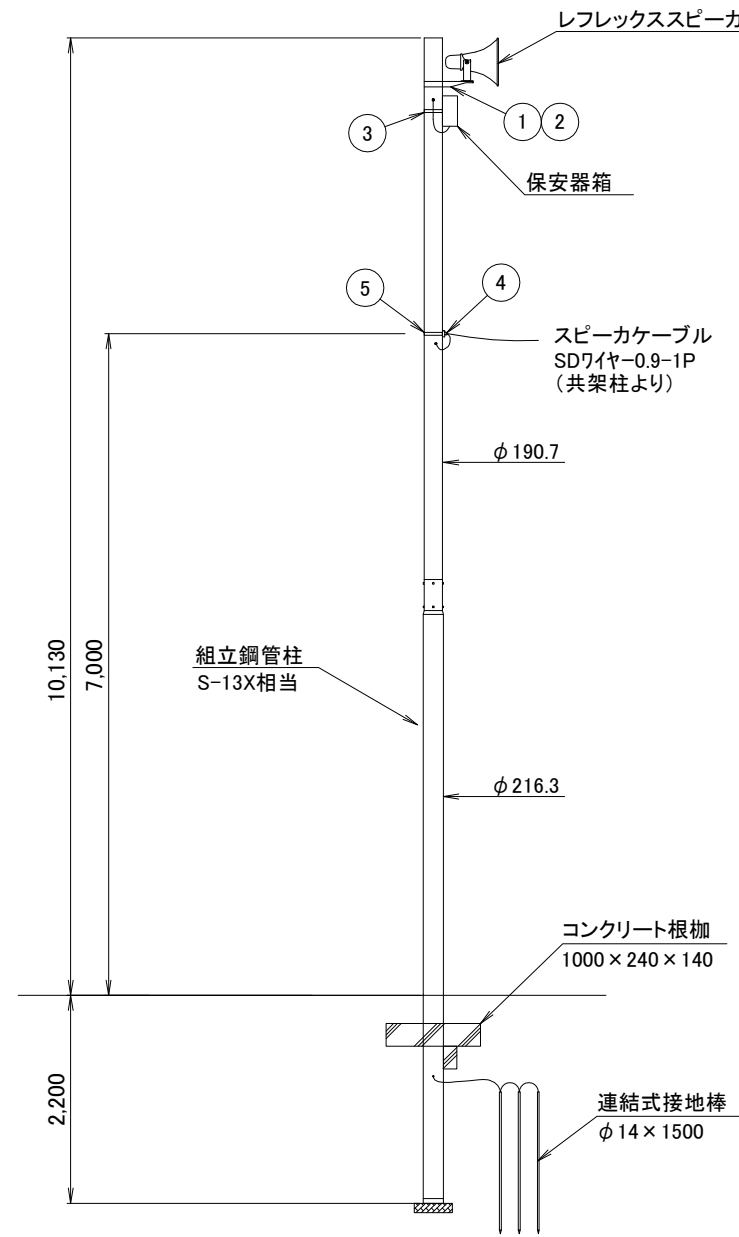 レフレックススピーカ
1
2
3
保安器箱
5
4
スピーカケーブル
SDワイヤー0.9-1P
（共架柱より）
φ190.7
10,130
7,000
組立鋼管柱
S-13X相当
φ216.3
コンクリート根枷
1000×240×140
2,200
連結式接地棒
φ14×1500